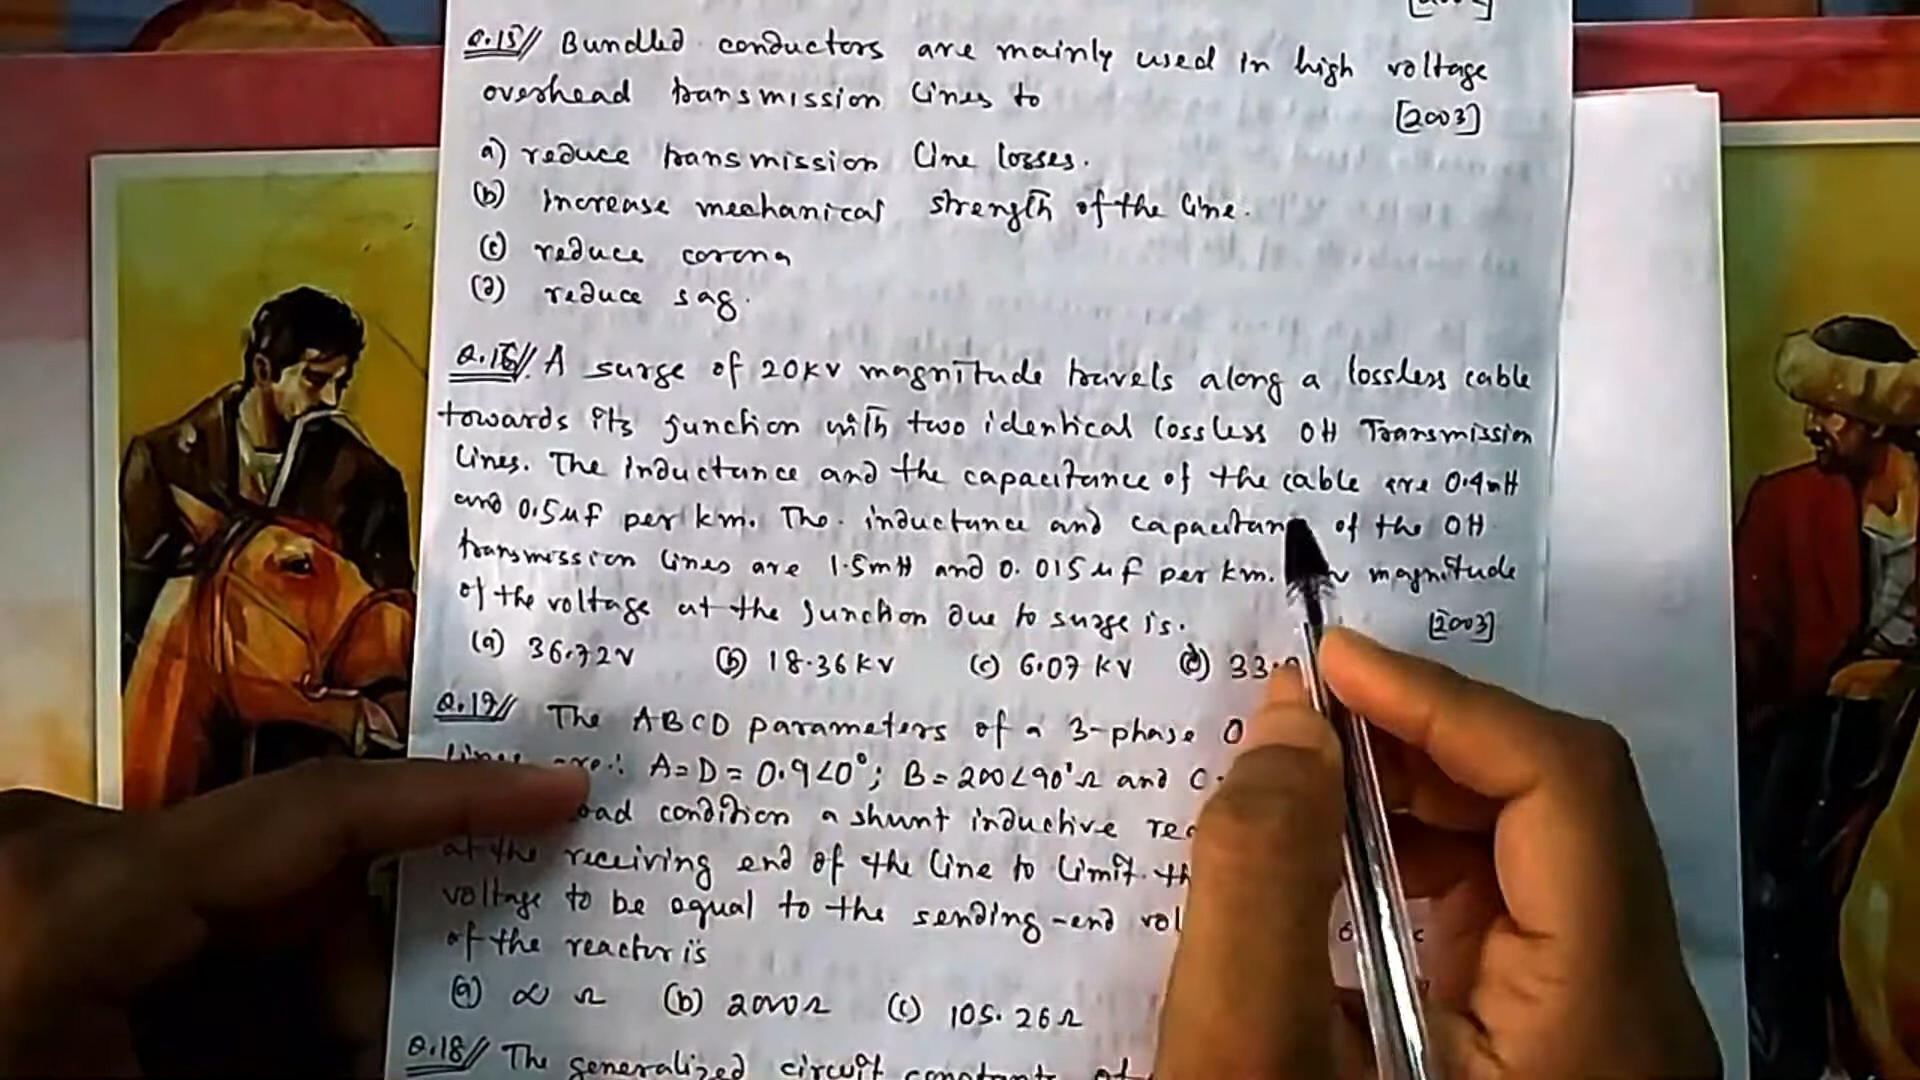 Q.15// Bundled conductors are mainly used in high voltage
overhead transmission lines to
[2003]
a) reduce transmission line losses.
(b) increase mechanical strength of the line.
(c) reduce corona
(d) reduce sag.
Q.16// A surge of 20KV magnitude travels along a lossless cable
towards its junction with two identical lossless OH Transmission
lines. The inductance and the capacitance of the cable are 0.4mH
and 0.5μf per km. The inductance and of the OH
transmission lines are 1.5mH and 0.015μf per km. magnitude
of the voltage at the junction due to surge is.
[2003]
(a) 36.72V (b) 18.36KV (c) 6.07 KV (d) 33.
Q.17// The ABCD parameters of a 3-phase O
A=D=0.9∠0°; B=200∠90°Ω and C
condition a shunt inductive
at the receiving end of the line to limit
voltage to be equal to the sending-end
of the reactor is
(a) ∞ Ω (b) 2000Ω (c) 105.26Ω
Q.18// The generalized circuit constants of